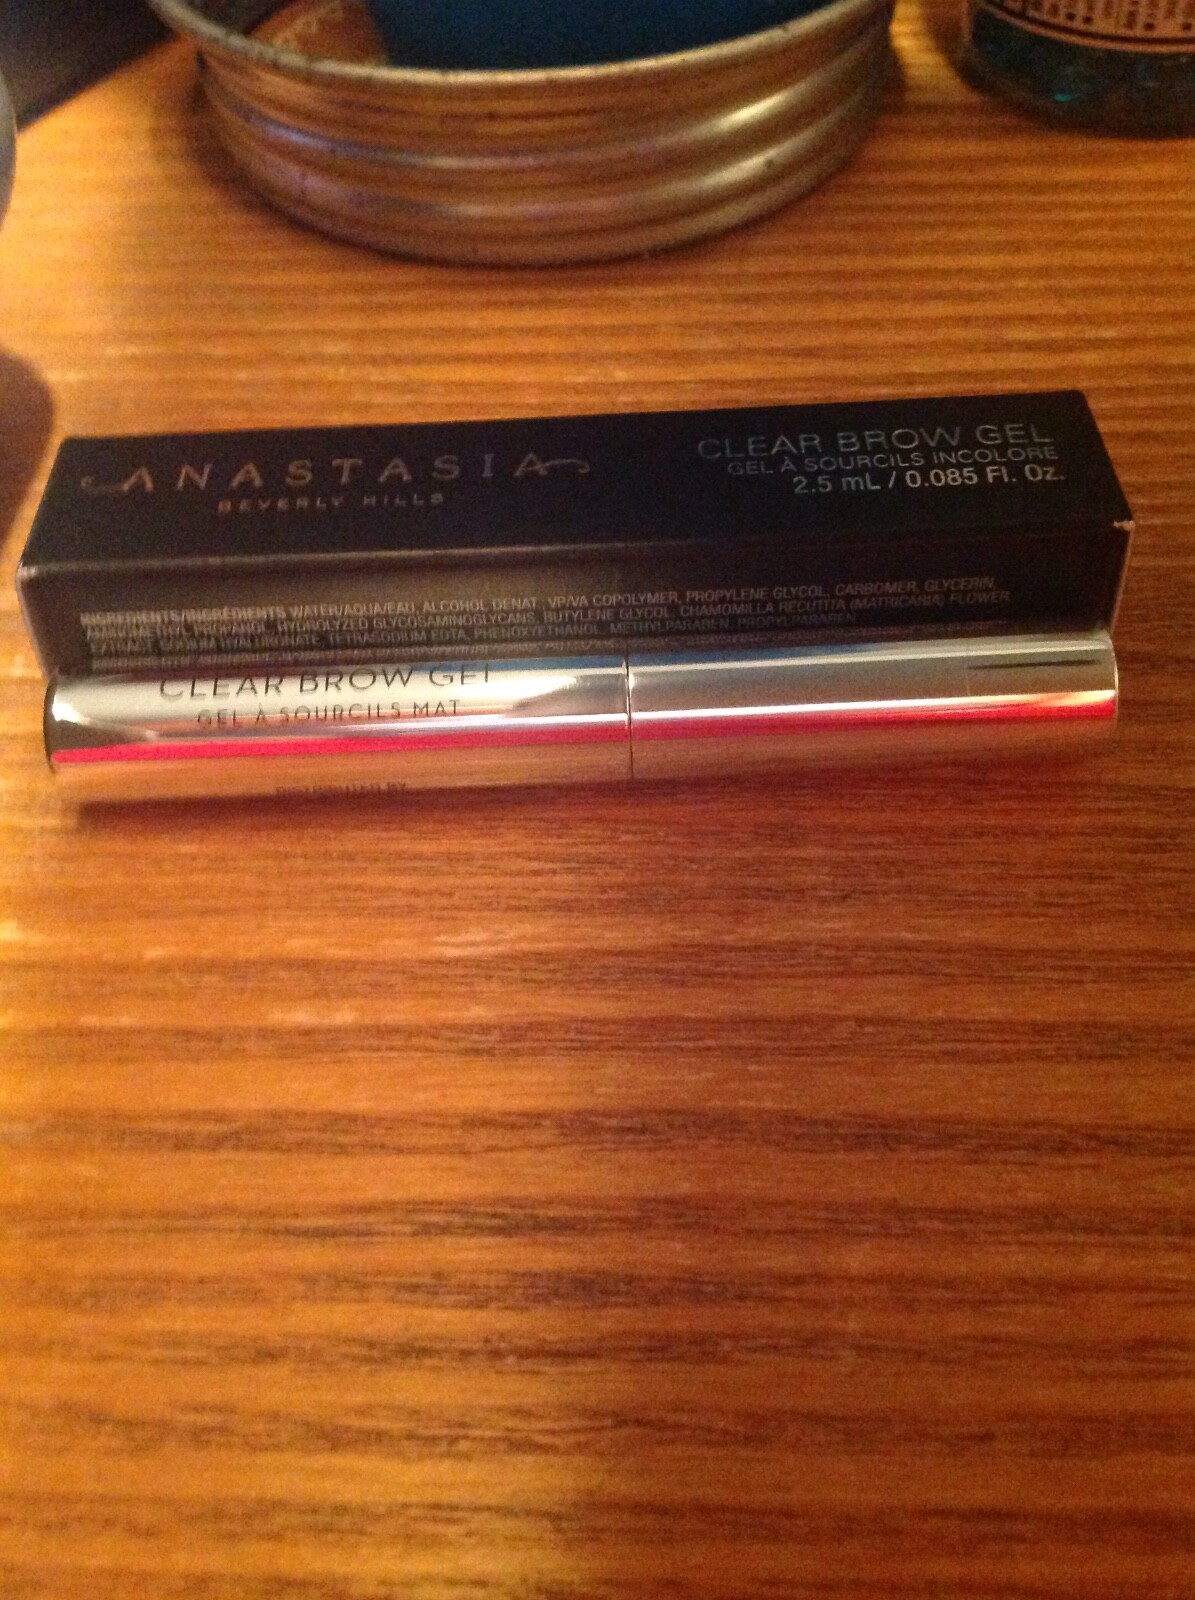 ANASTASIA
BEVERLY HILLS
CLEAR BROW GEL
GEL À SOURCILS INCOLORE
2.5 mL / 0.085 Fl. Oz.
INGREDIENTS/INGRÉDIENTS WATER/AQUA/EAU, ALCOHOL DENAT., VP/VA COPOLYMER, PROPYLENE GLYCOL, CARBOMER, GLYCERIN,
AMINOMETHYL PROPANOL, HYDROLYZED GLYCOSAMINOGLYCANS, BUTYLENE GLYCOL, CHAMOMILLA RECUTITA (MATRICARIA) FLOWER
EXTRACT, SODIUM HYALURONATE, TETRASODIUM EDTA, PHENOXYETHANOL, METHYLPARABEN, PROPYLPARABEN
CLEAR BROW GEL
GEL À SOURCILS MAT
DISTRIBUTED BY